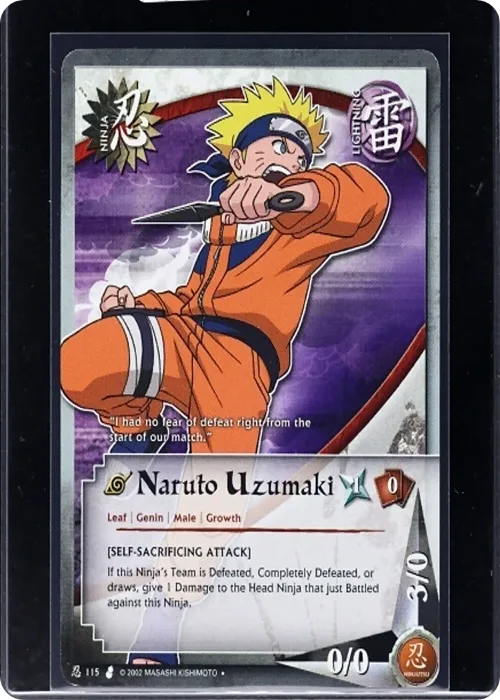 忍
NINJA
LIGHTNING
雷
"I had no fear of defeat right from the
start of our match."
Naruto Uzumaki
1
0
Leaf | Genin | Male | Growth
[SELF-SACRIFICING ATTACK]
If this Ninja's Team is Defeated, Completely Defeated, or
draws, give 1 Damage to the Head Ninja that just Battled
against this Ninja.
3/0
0/0
忍
NINJUTSU
忍 115 © 2002 MASASHI KISHIMOTO